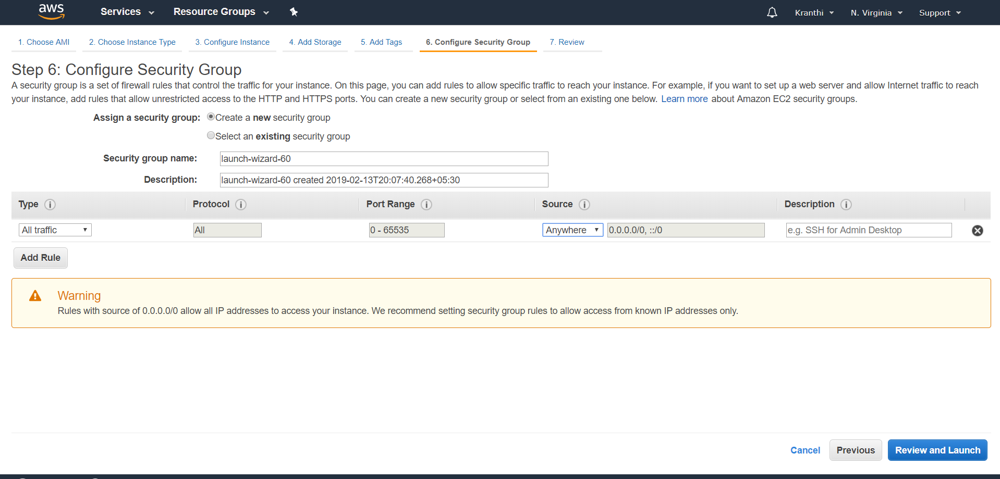 aws Services Resource Groups Kranthi N. Virginia Support
1. Choose AMI 2. Choose Instance Type 3. Configure Instance 4. Add Storage 5. Add Tags 6. Configure Security Group 7. Review
Step 6: Configure Security Group
A security group is a set of firewall rules that control the traffic for your instance. On this page, you can add rules to allow specific traffic to reach your instance. For example, if you want to set up a web server and allow Internet traffic to reach
your instance, add rules that allow unrestricted access to the HTTP and HTTPS ports. You can create a new security group or select from an existing one below. Learn more about Amazon EC2 security groups.
Assign a security group: Create a new security group
Select an existing security group
Security group name: launch-wizard-60
Description: launch-wizard-60 created 2019-02-13T20:07:40.268+05:30
Type i Protocol i Port Range i Source i Description i
All traffic All 0 - 65535 Anywhere 0.0.0.0/0, ::/0 e.g. SSH for Admin Desktop
Add Rule
Warning
Rules with source of 0.0.0.0/0 allow all IP addresses to access your instance. We recommend setting security group rules to allow access from known IP addresses only.
Cancel Previous Review and Launch